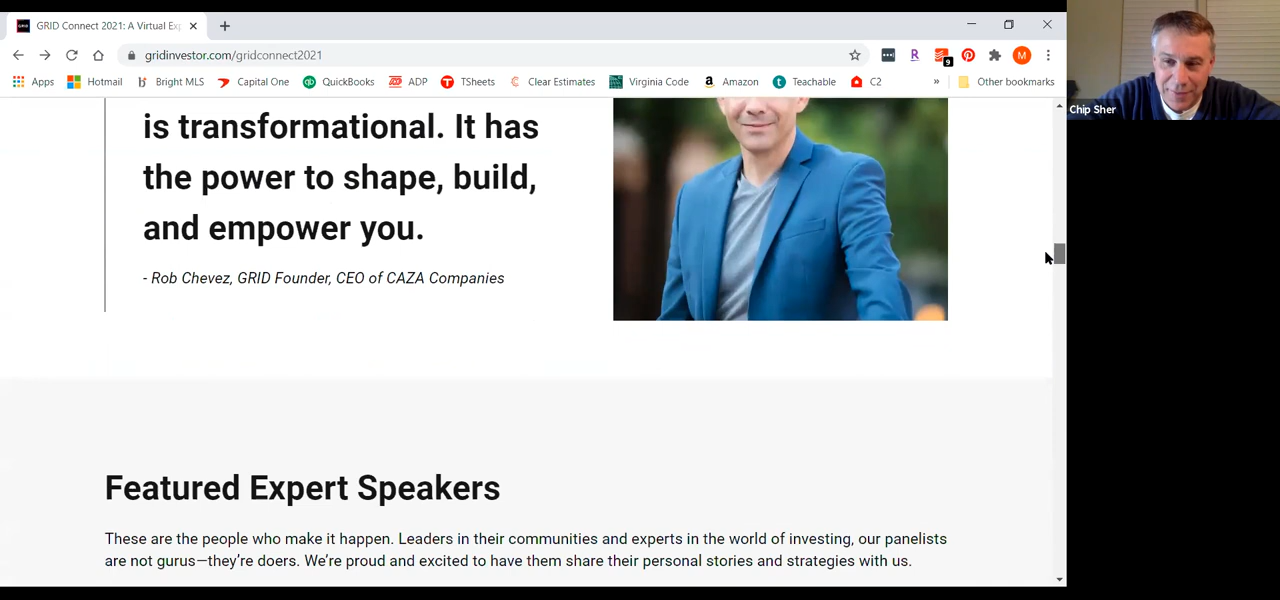 GRID
GRID Connect 2021: A Virtual Exp
gridinvestor.com/gridconnect2021
R
9
M
Apps
Hotmail
Bright MLS
Capital One
qb
QuickBooks
ADP
T
TSheets
C
Clear Estimates
Virginia Code
a
Amazon
t
Teachable
C2
»
Other bookmarks
Chip Sher
is transformational. It has
the power to shape, build,
and empower you.
- Rob Chevez, GRID Founder, CEO of CAZA Companies
Featured Expert Speakers
These are the people who make it happen. Leaders in their communities and experts in the world of investing, our panelists
are not gurus—they’re doers. We’re proud and excited to have them share their personal stories and strategies with us.